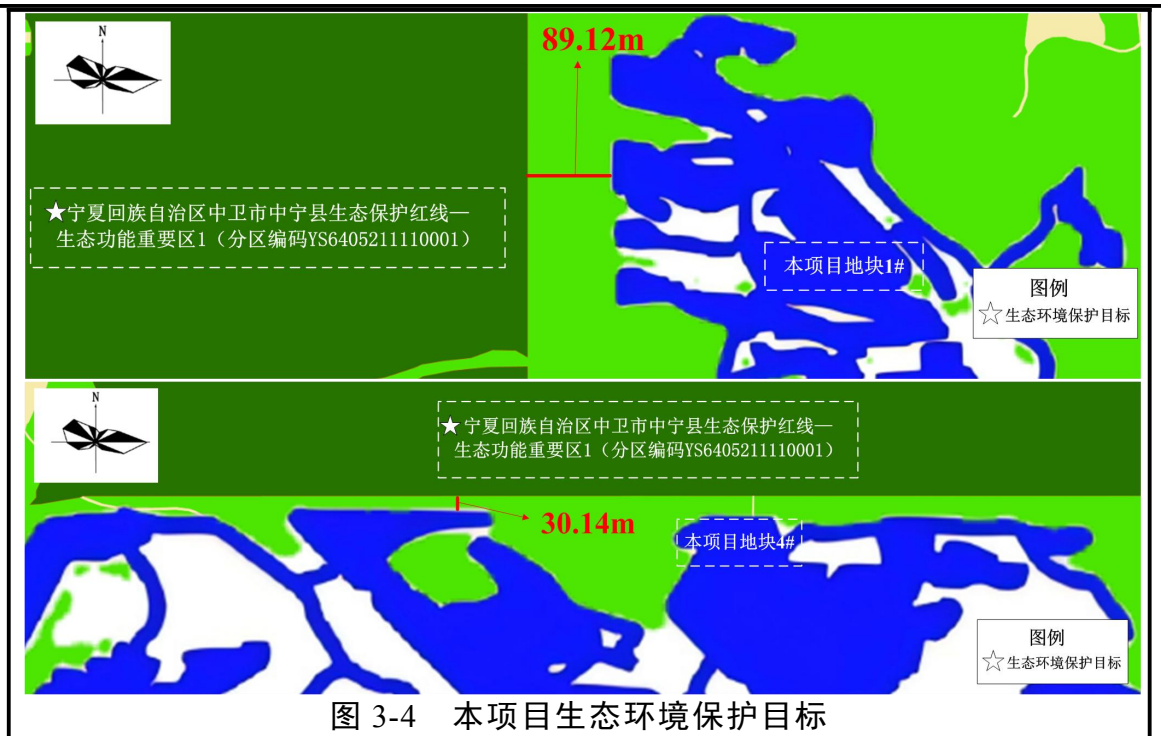 N
89.12m
★宁夏回族自治区中卫市中宁县生态保护红线—
生态功能重要区1（分区编码YS6405211110001）
本项目地块1#
图例
☆生态环境保护目标
N
★宁夏回族自治区中卫市中宁县生态保护红线—
生态功能重要区1（分区编码YS6405211110001）
30.14m
本项目地块4#
图例
☆生态环境保护目标
图 3-4 本项目生态环境保护目标